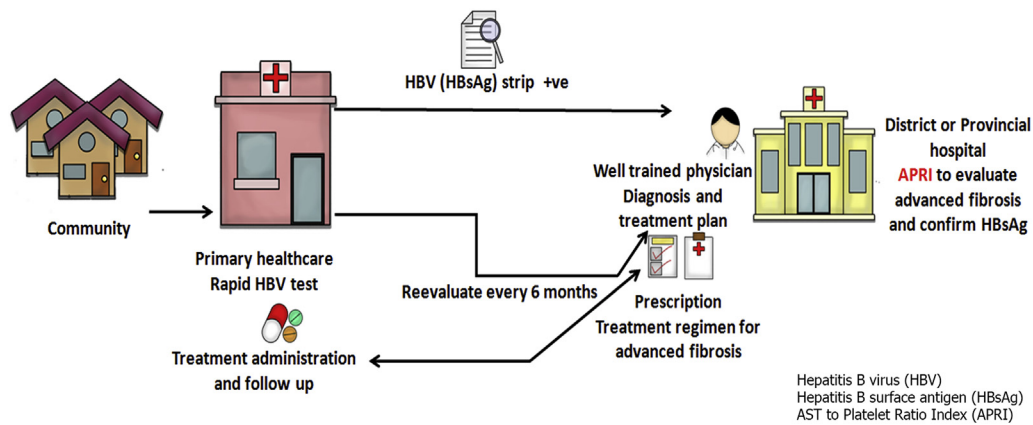 HBV (HBsAg) strip +ve
Community
Primary healthcare
Rapid HBV test
Well trained physician
Diagnosis and
treatment plan
District or Provincial
hospital
APRI to evaluate
advanced fibrosis
and confirm HBsAg
Reevaluate every 6 months
Prescription
Treatment regimen for
advanced fibrosis
Treatment administration
and follow up
Hepatitis B virus (HBV)
Hepatitis B surface antigen (HBsAg)
AST to Platelet Ratio Index (APRI)